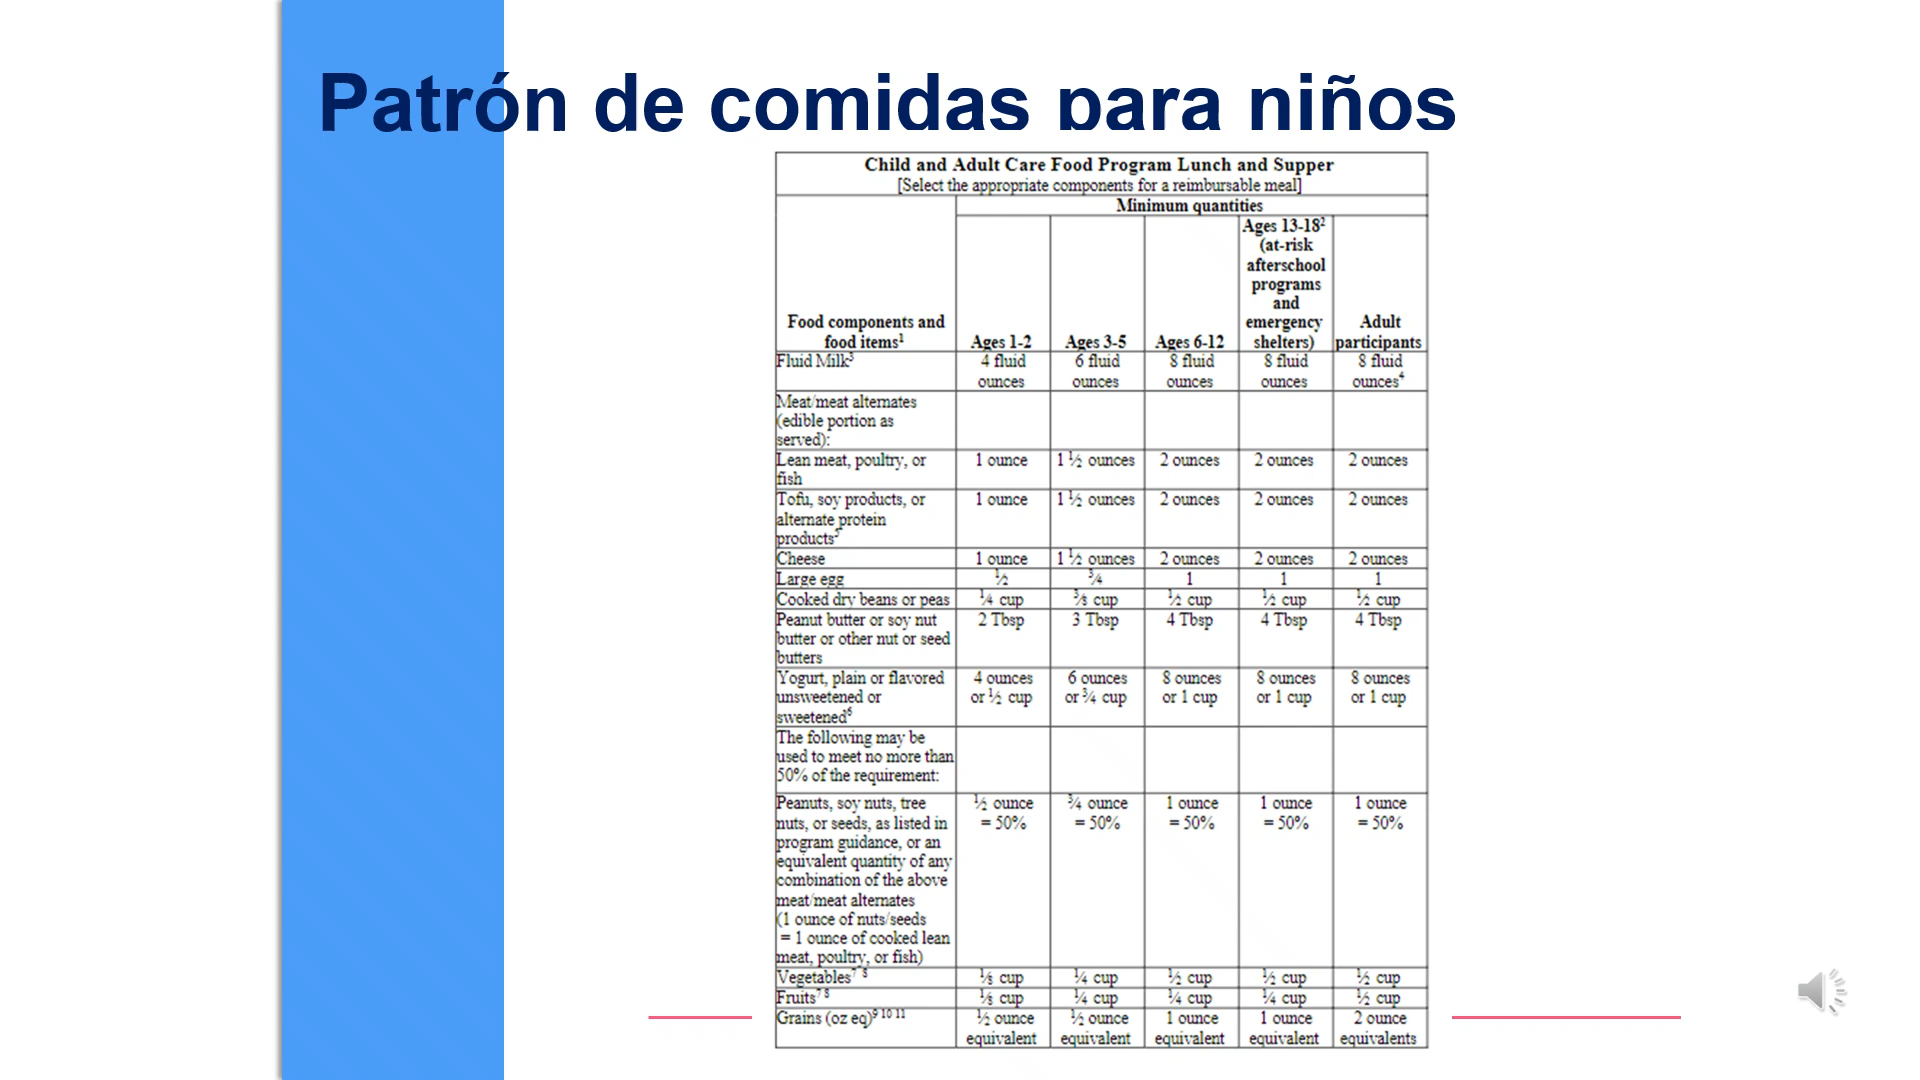 Patrón de comidas para niños
Child and Adult Care Food Program Lunch and Supper
[Select the appropriate components for a reimbursable meal]
Food components and food items¹ | Minimum quantities
Ages 1-2 | Ages 3-5 | Ages 6-12 | Ages 13-18² (at-risk afterschool programs and emergency shelters) | Adult participants
Fluid Milk³ | 4 fluid ounces | 6 fluid ounces | 8 fluid ounces | 8 fluid ounces | 8 fluid ounces⁴
Meat/meat alternates (edible portion as served):
Lean meat, poultry, or fish | 1 ounce | 1 ½ ounces | 2 ounces | 2 ounces | 2 ounces
Tofu, soy products, or alternate protein products⁵ | 1 ounce | 1 ½ ounces | 2 ounces | 2 ounces | 2 ounces
Cheese | 1 ounce | 1 ½ ounces | 2 ounces | 2 ounces | 2 ounces
Large egg | ½ | ¾ | 1 | 1 | 1
Cooked dry beans or peas | ¼ cup | ⅜ cup | ½ cup | ½ cup | ½ cup
Peanut butter or soy nut butter or other nut or seed butters | 2 Tbsp | 3 Tbsp | 4 Tbsp | 4 Tbsp | 4 Tbsp
Yogurt, plain or flavored unsweetened or sweetened⁶ | 4 ounces or ½ cup | 6 ounces or ¾ cup | 8 ounces or 1 cup | 8 ounces or 1 cup | 8 ounces or 1 cup
The following may be used to meet no more than 50% of the requirement:
Peanuts, soy nuts, tree nuts, or seeds, as listed in program guidance, or an equivalent quantity of any combination of the above meat/meat alternates (1 ounce of nuts/seeds = 1 ounce of cooked lean meat, poultry, or fish) | ½ ounce = 50% | ¾ ounce = 50% | 1 ounce = 50% | 1 ounce = 50% | 1 ounce = 50%
Vegetables⁷ ⁸ | ⅛ cup | ¼ cup | ½ cup | ½ cup | ½ cup
Fruits⁷ ⁸ | ⅛ cup | ¼ cup | ¼ cup | ¼ cup | ½ cup
Grains (oz eq)⁹ ¹⁰ ¹¹ | ½ ounce equivalent | ½ ounce equivalent | 1 ounce equivalent | 1 ounce equivalent | 2 ounce equivalents